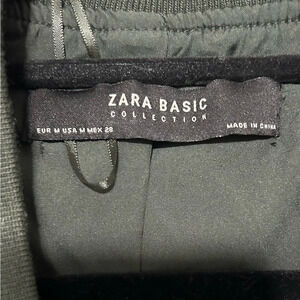 ZARA BASIC
COLLECTION
EUR M USA M MEX 28 MADE IN CHINA